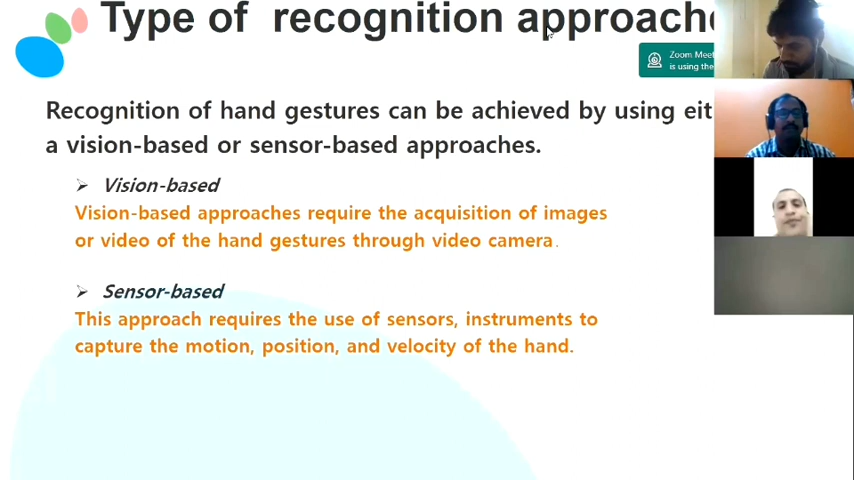 Type of recognition approache
Zoom Meet
is using the
Recognition of hand gestures can be achieved by using eit
a vision-based or sensor-based approaches.
➢ Vision-based
Vision-based approaches require the acquisition of images
or video of the hand gestures through video camera.
➢ Sensor-based
This approach requires the use of sensors, instruments to
capture the motion, position, and velocity of the hand.